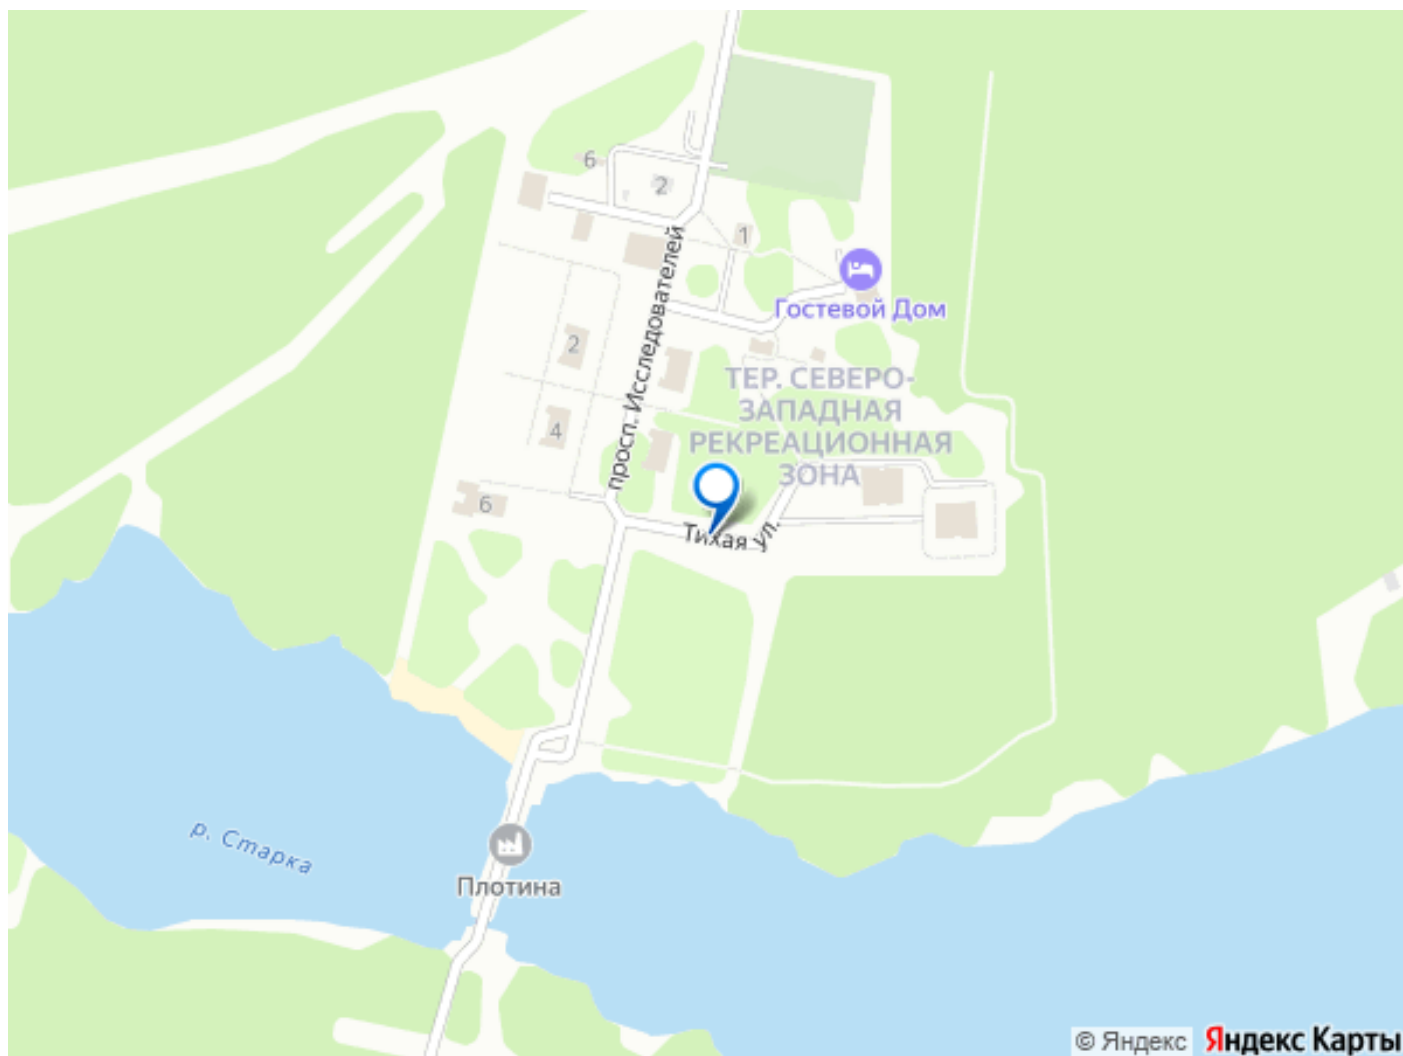 6
2
1
просп. Исследователей
Гостевой Дом
2
ТЕР. СЕВЕРО-
ЗАПАДНАЯ
РЕКРЕАЦИОННАЯ
ЗОНА
4
6
Тихая ул.
р. Старка
Плотина
© Яндекс Яндекс Карты